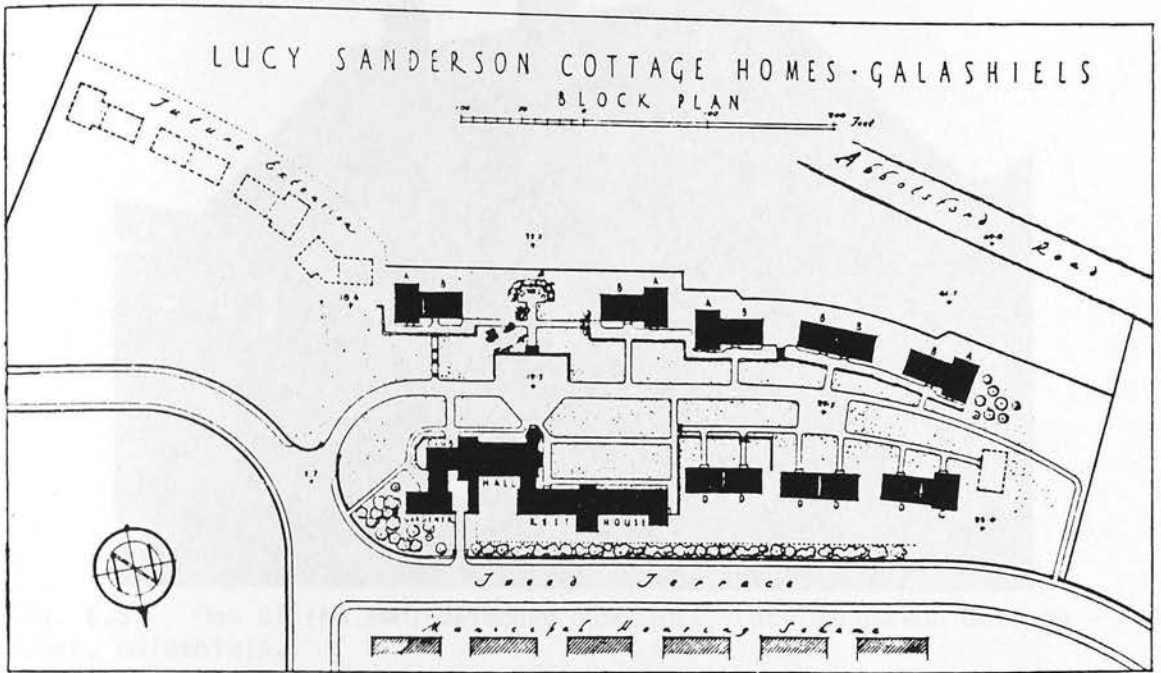 LUCY SANDERSON COTTAGE HOMES · GALASHIELS
BLOCK PLAN
200 Feet
Future Extension
Abbotsford Road
A B
B A
A B
B B
B A
HALL
GARDENER
REST HOUSE
D D
D D
D
Terrace
Municipal Housing Scheme